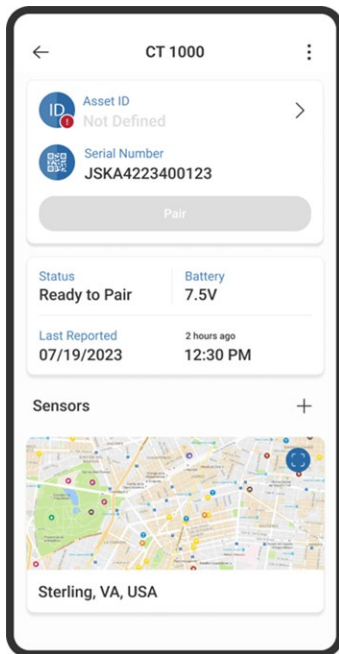 CT 1000
ID
Asset ID
Not Defined
Serial Number
JSKA4223400123
Pair
Status
Ready to Pair
Battery
7.5V
Last Reported
07/19/2023
2 hours ago
12:30 PM
Sensors
Sterling, VA, USA